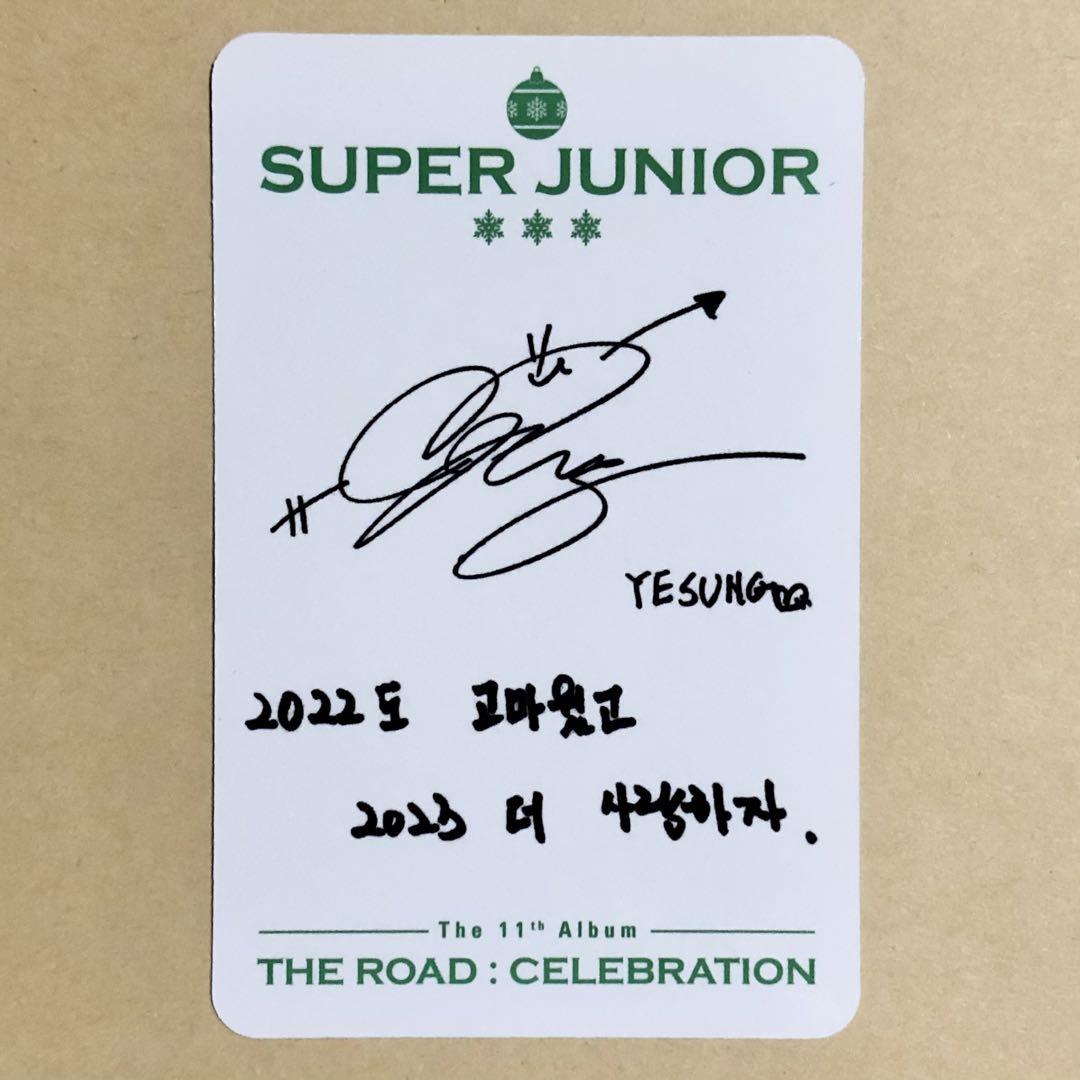 SUPER JUNIOR
YESUNG
2022도 고마웠고
2023 더 사랑하자.
The 11th Album
THE ROAD : CELEBRATION